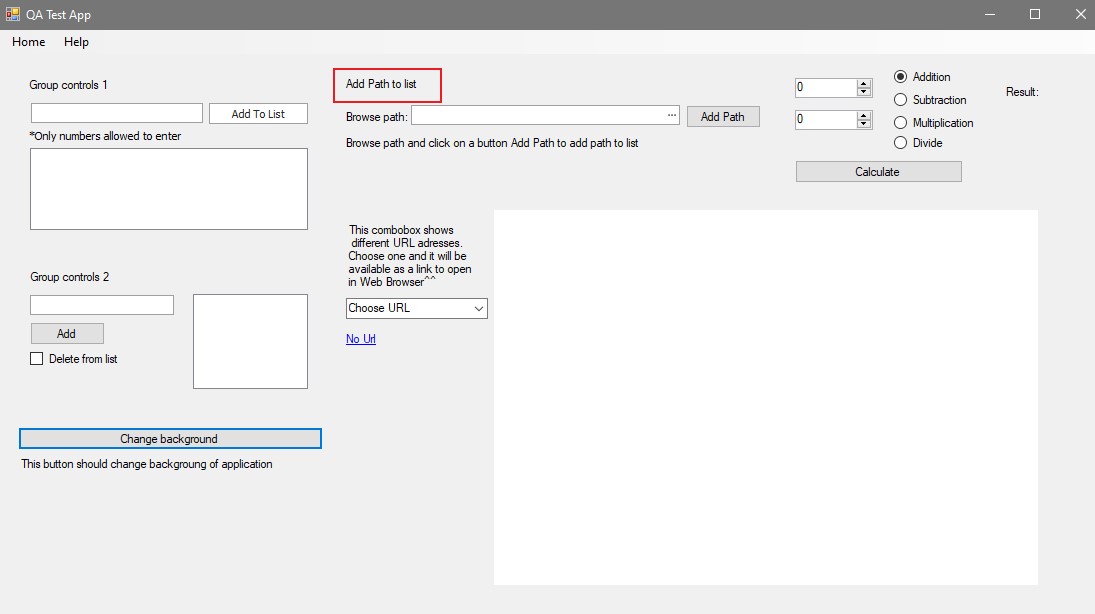 QA Test App
Home Help
Group controls 1
Add To List
*Only numbers allowed to enter
Group controls 2
Add
Delete from list
Change background
This button should change backgroung of application
Add Path to list
Browse path: ... Add Path
Browse path and click on a button Add Path to add path to list
This combobox shows
different URL adresses.
Choose one and it will be
available as a link to open
in Web Browser^^
Choose URL
No Url
0
0
Addition
Subtraction
Multiplication
Divide
Result:
Calculate